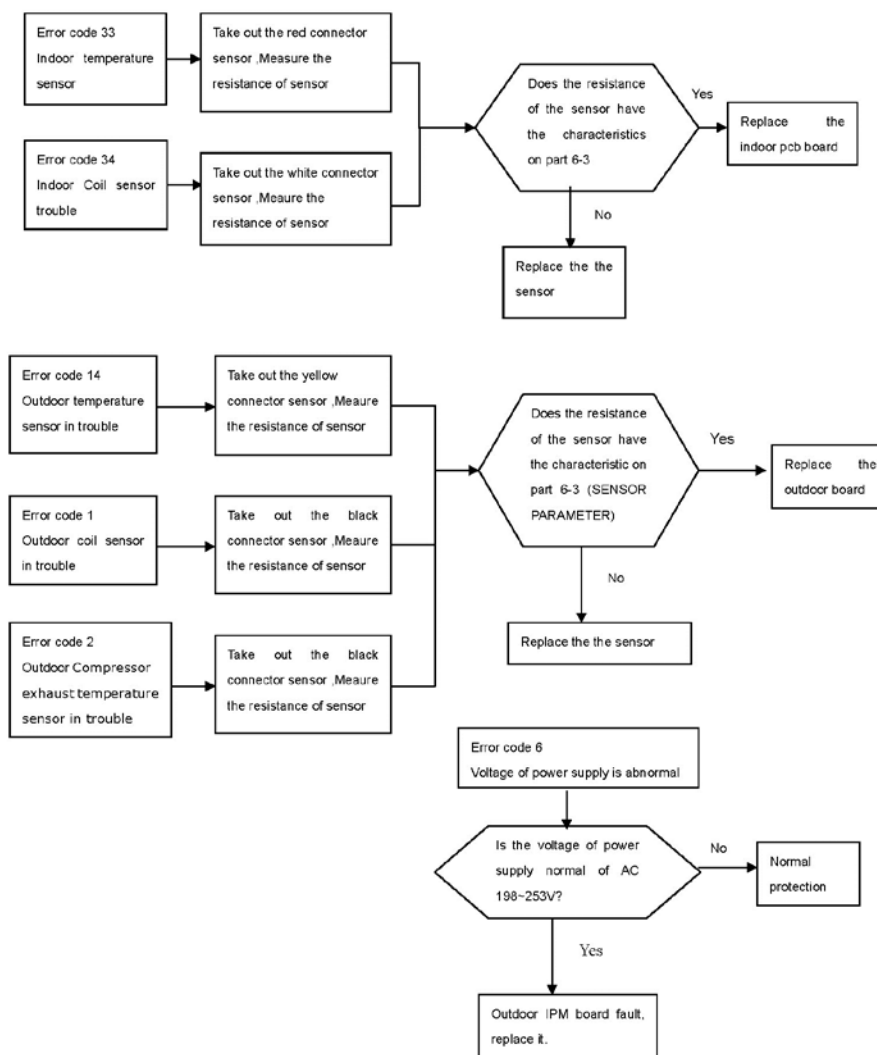 Error code 33
Indoor temperature
sensor
Take out the red connector
sensor ,Measure the
resistance of sensor
Error code 34
Indoor Coil sensor
trouble
Take out the white connector
sensor ,Meaure the
resistance of sensor
Does the resistance
of the sensor have
the characteristics
on part 6-3
Yes
Replace the
indoor pcb board
No
Replace the the
sensor
Error code 14
Outdoor temperature
sensor in trouble
Take out the yellow
connector sensor ,Meaure
the resistance of sensor
Error code 1
Outdoor coil sensor
in trouble
Take out the black
connector sensor ,Meaure
the resistance of sensor
Error code 2
Outdoor Compressor
exhaust temperature
sensor in trouble
Take out the black
connector sensor ,Meaure
the resistance of sensor
Does the resistance
of the sensor have
the characteristic on
part 6-3 (SENSOR
PARAMETER)
Yes
Replace the
outdoor board
No
Replace the the sensor
Error code 6
Voltage of power supply is abnormal
Is the voltage of power
supply normal of AC
198~253V?
No
Normal
protection
Yes
Outdoor IPM board fault,
replace it.